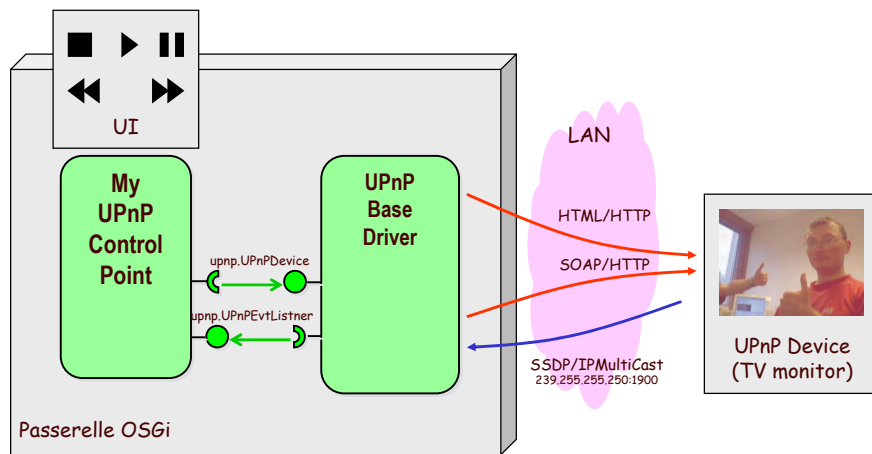 UI
My
UPnP
Control
Point
UPnP
Base
Driver
upnp.UPnPDevice
upnp.UPnPEvtListner
Passerelle OSGi
LAN
HTML/HTTP
SOAP/HTTP
SSDP/IPMultiCast
239.255.255.250:1900
UPnP Device
(TV monitor)